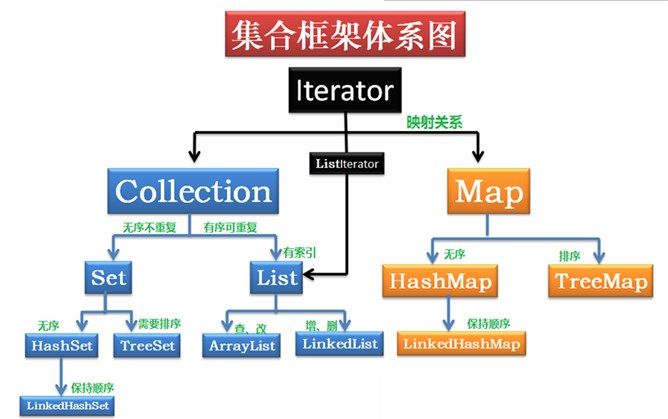 集合框架体系图
Iterator
映射关系
ListIterator
Collection
Map
无序不重复
有序可重复
有索引
无序
排序
Set
List
HashMap
TreeMap
无序
需要排序
查、改
增、删
保持顺序
HashSet
TreeSet
ArrayList
LinkedList
LinkedHashMap
保持顺序
LinkedHashSet